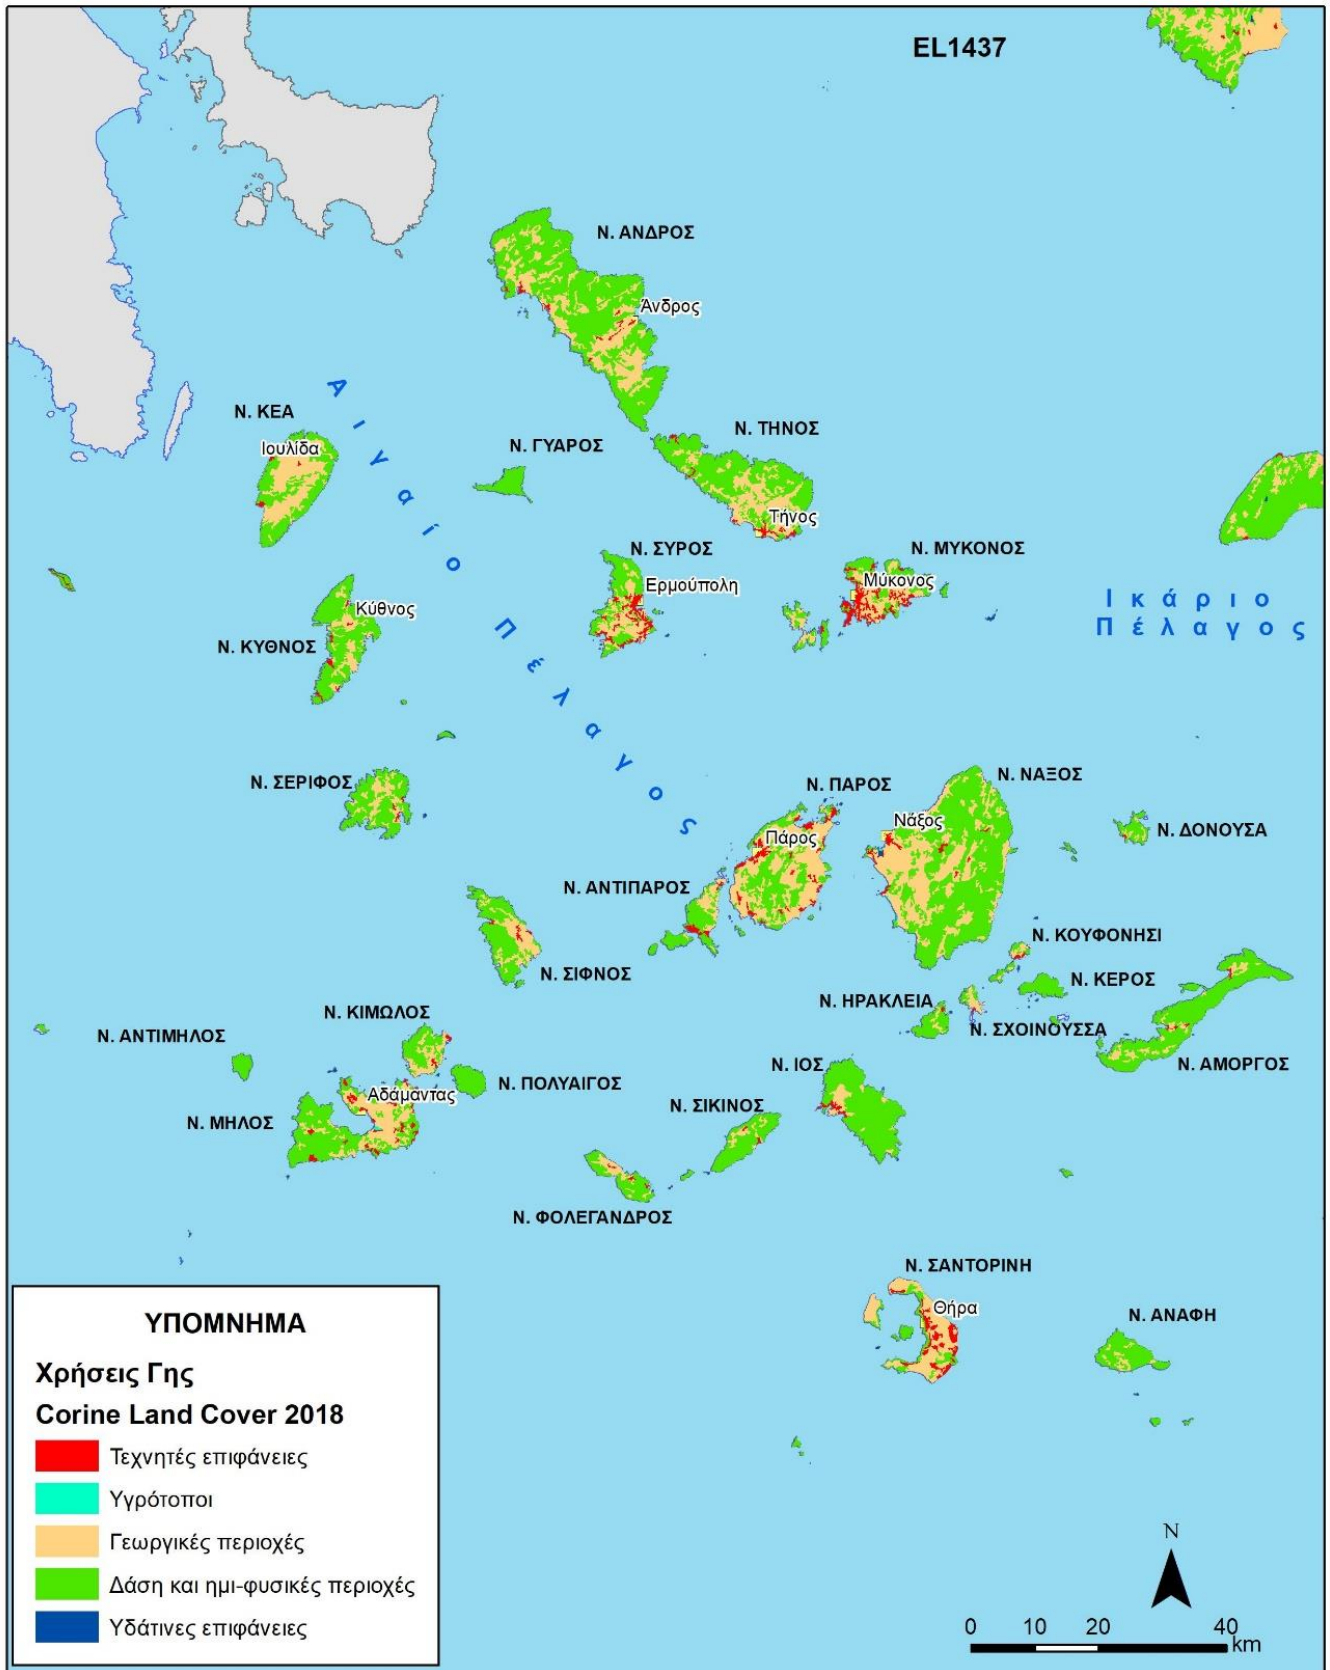 EL1437
Ν. ΑΝΔΡΟΣ
Άνδρος
Ν. ΚΕΑ
Ιουλίδα
Ν. ΓΥΑΡΟΣ
Ν. ΤΗΝΟΣ
Τήνος
Αιγαίο Πέλαγος
Ν. ΣΥΡΟΣ
Ερμούπολη
Ν. ΜΥΚΟΝΟΣ
Μύκονος
Ικάριο
Πέλαγος
Κύθνος
Ν. ΚΥΘΝΟΣ
Ν. ΣΕΡΙΦΟΣ
Ν. ΠΑΡΟΣ
Πάρος
Ν. ΝΑΞΟΣ
Νάξος
Ν. ΔΟΝΟΥΣΑ
Ν. ΑΝΤΙΠΑΡΟΣ
Ν. ΣΙΦΝΟΣ
Ν. ΚΟΥΦΟΝΗΣΙ
Ν. ΚΕΡΟΣ
Ν. ΗΡΑΚΛΕΙΑ
Ν. ΣΧΟΙΝΟΥΣΣΑ
Ν. ΑΜΟΡΓΟΣ
Ν. ΚΙΜΩΛΟΣ
Ν. ΑΝΤΙΜΗΛΟΣ
Ν. ΠΟΛΥΑΙΓΟΣ
Αδάμαντας
Ν. ΜΗΛΟΣ
Ν. ΙΟΣ
Ν. ΣΙΚΙΝΟΣ
Ν. ΦΟΛΕΓΑΝΔΡΟΣ
Ν. ΣΑΝΤΟΡΙΝΗ
Θήρα
Ν. ΑΝΑΦΗ
ΥΠΟΜΝΗΜΑ
Χρήσεις Γης
Corine Land Cover 2018
Τεχνητές επιφάνειες
Υγρότοποι
Γεωργικές περιοχές
Δάση και ημι-φυσικές περιοχές
Υδάτινες επιφάνειες
N
0 10 20 40
km